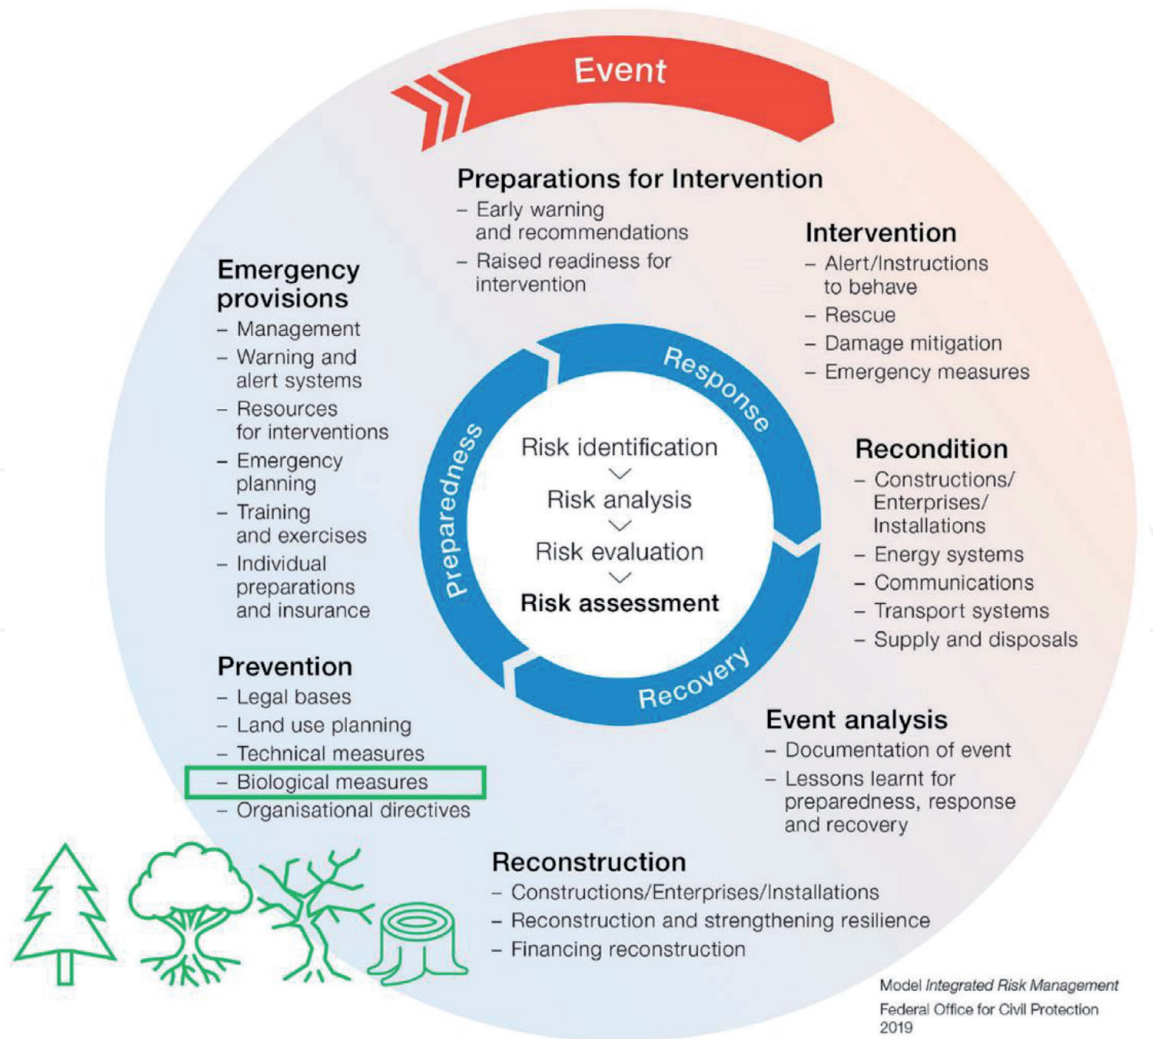 Event
Preparations for Intervention
– Early warning
and recommendations
– Raised readiness for
intervention
Intervention
– Alert/Instructions
to behave
– Rescue
– Damage mitigation
– Emergency measures
Emergency
provisions
– Management
– Warning and
alert systems
– Resources
for interventions
– Emergency
planning
– Training
and exercises
– Individual
preparations
and insurance
Response
Preparedness
Recovery
Risk identification
Risk analysis
Risk evaluation
Risk assessment
Recondition
– Constructions/
Enterprises/
Installations
– Energy systems
– Communications
– Transport systems
– Supply and disposals
Prevention
– Legal bases
– Land use planning
– Technical measures
– Biological measures
– Organisational directives
Event analysis
– Documentation of event
– Lessons learnt for
preparedness, response
and recovery
Reconstruction
– Constructions/Enterprises/Installations
– Reconstruction and strengthening resilience
– Financing reconstruction
Model Integrated Risk Management
Federal Office for Civil Protection
2019